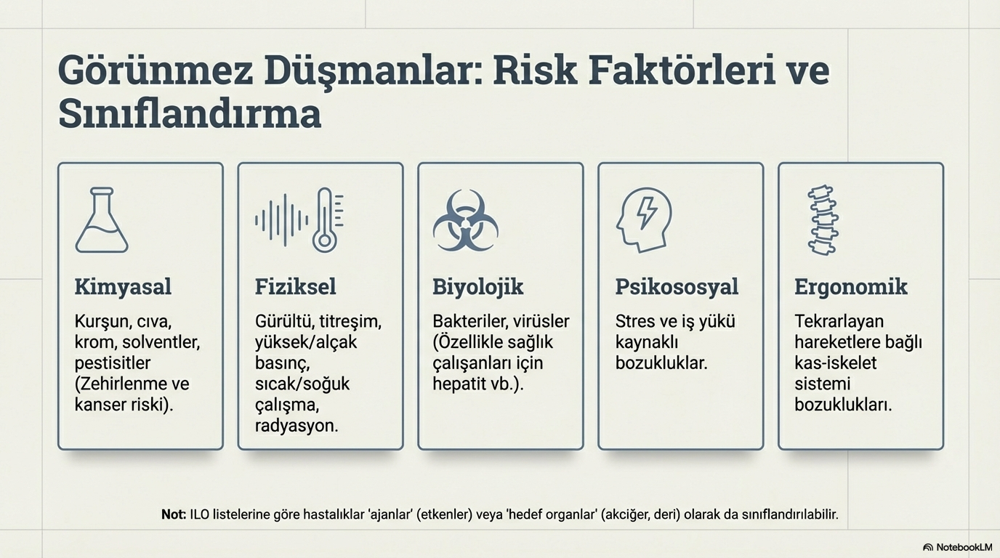 Görünmez Düşmanlar: Risk Faktörleri ve
Sınıflandırma
Kimyasal
Kurşun, cıva,
krom, solventler,
pestisitler
(Zehirlenme ve
kanser riski).
Fiziksel
Gürültü, titreşim,
yüksek/alçak
basınç,
sıcak/soğuk
çalışma,
radyasyon.
Biyolojik
Bakteriler, virüsler
(Özellikle sağlık
çalışanları için
hepatit vb.).
Psikososyal
Stres ve iş yükü
kaynaklı
bozukluklar.
Ergonomik
Tekrarlayan
hareketlere bağlı
kas-iskelet
sistemi
bozuklukları.
Not: ILO listelerine göre hastalıklar 'ajanlar' (etkenler) veya 'hedef organlar' (akciğer, deri) olarak da sınıflandırılabilir.
NotebookLM